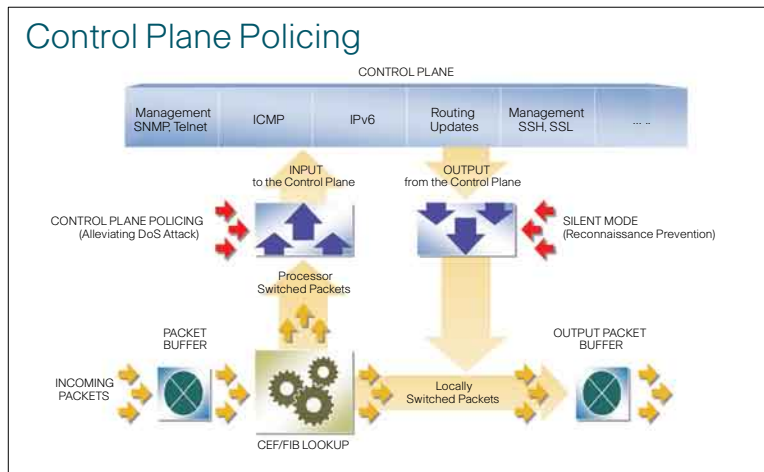 Control Plane Policing
CONTROL PLANE
Management
SNMP, Telnet
ICMP
IPv6
Routing
Updates
Management
SSH, SSL
... ..
INPUT
to the Control Plane
OUTPUT
from the Control Plane
CONTROL PLANE POLICING
(Alleviating DoS Attack)
SILENT MODE
(Reconnaissance Prevention)
Processor
Switched Packets
PACKET
BUFFER
OUTPUT PACKET
BUFFER
INCOMING
PACKETS
Locally
Switched Packets
CEF/FIB LOOKUP